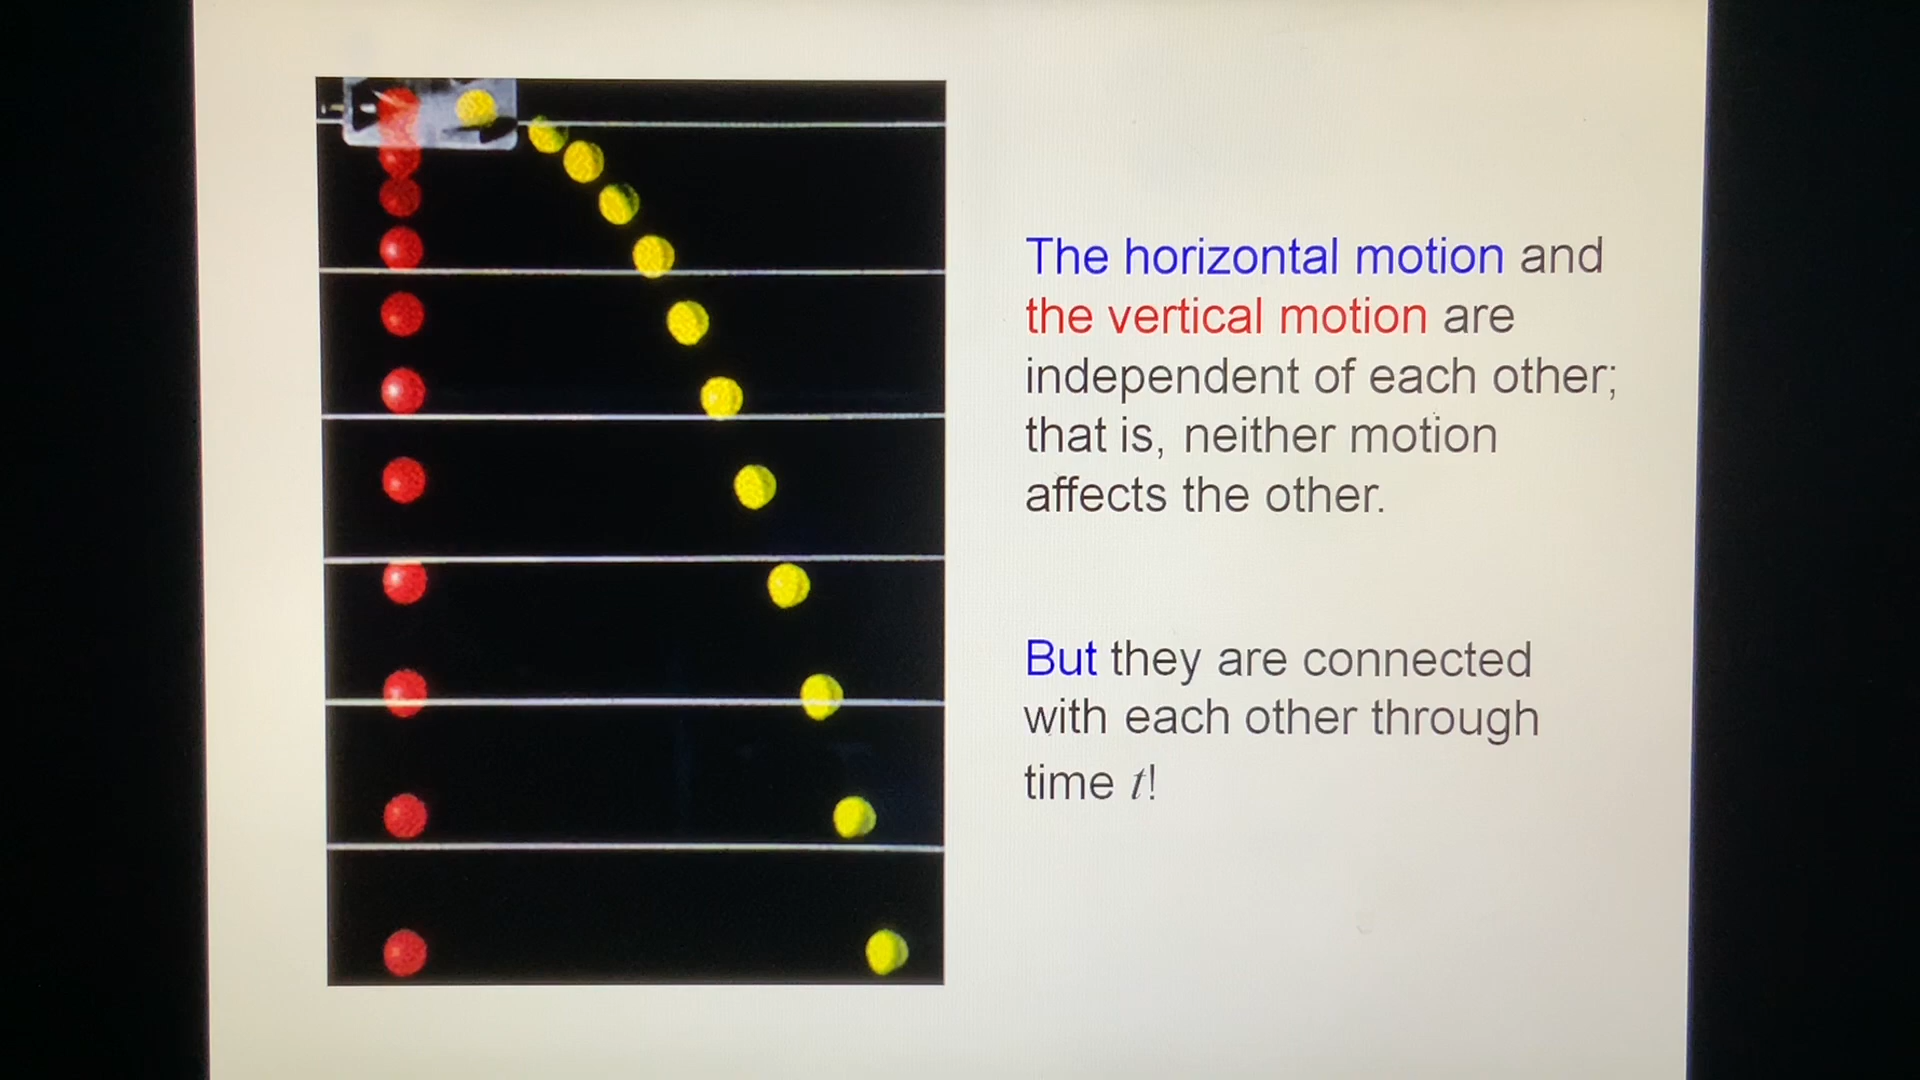 The horizontal motion and
the vertical motion are
independent of each other;
that is, neither motion
affects the other.
But they are connected
with each other through
time t!